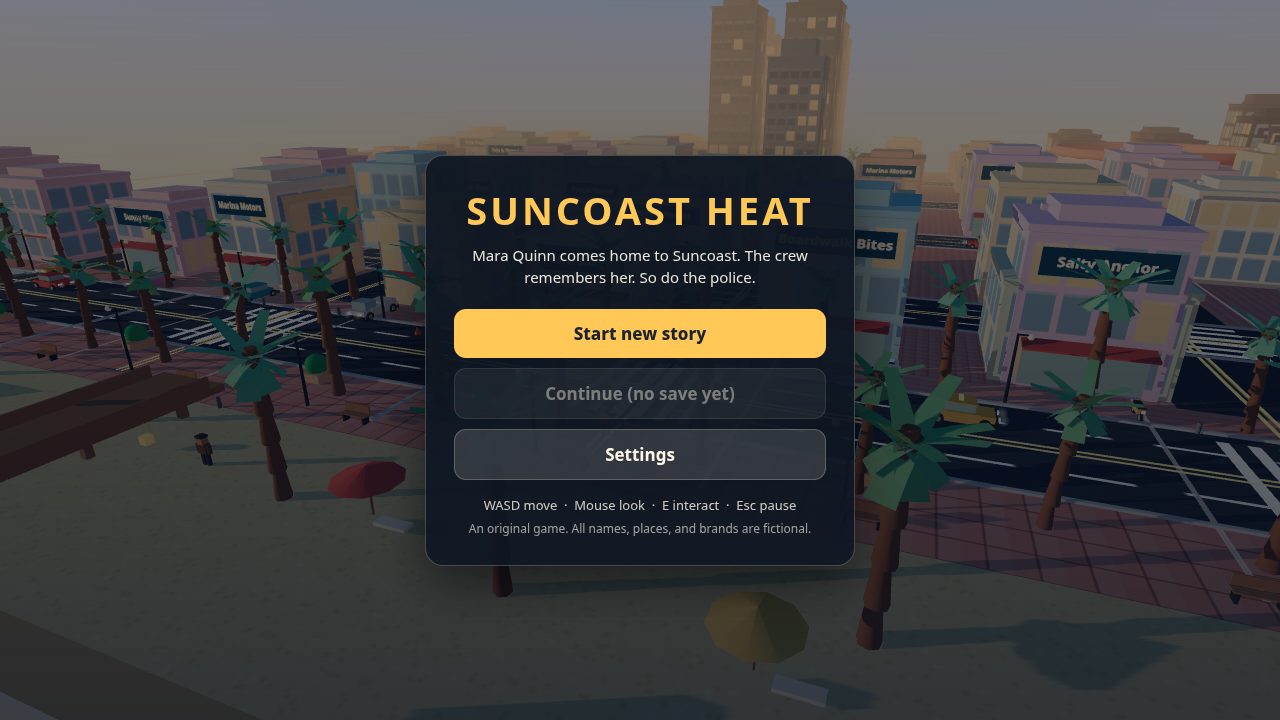 Marina Motors
Marina Motors
Boardwalk Bites
Salty Anchor
SUNCOAST HEAT
Mara Quinn comes home to Suncoast. The crew
remembers her. So do the police.
Start new story
Continue (no save yet)
Settings
WASD move · Mouse look · E interact · Esc pause
An original game. All names, places, and brands are fictional.